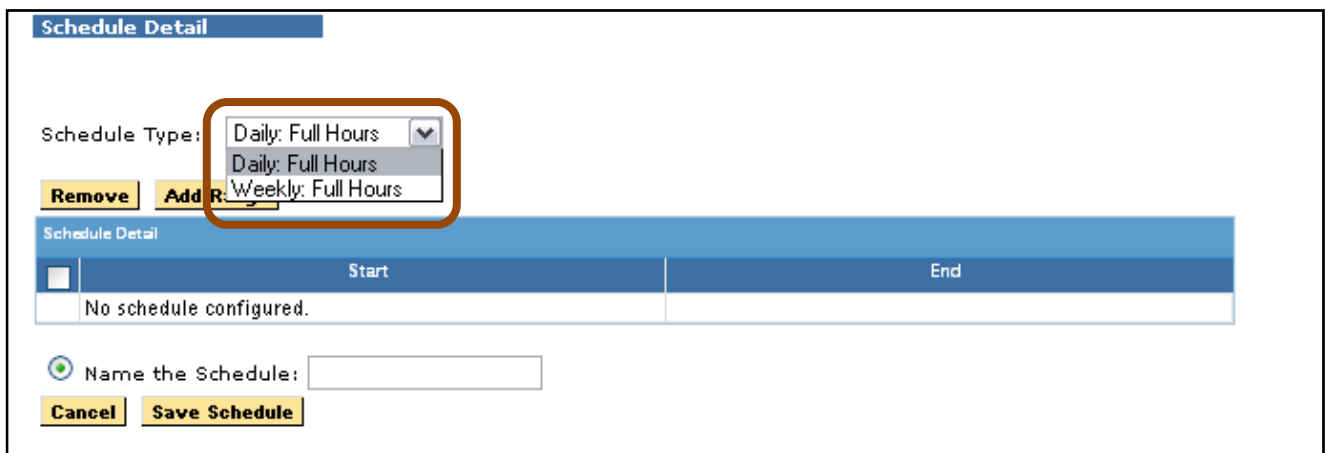 Schedule Detail
Schedule Type: Daily: Full Hours
Daily: Full Hours
Weekly: Full Hours
Remove Add
Schedule Detail
Start End
No schedule configured.
Name the Schedule:
Cancel Save Schedule